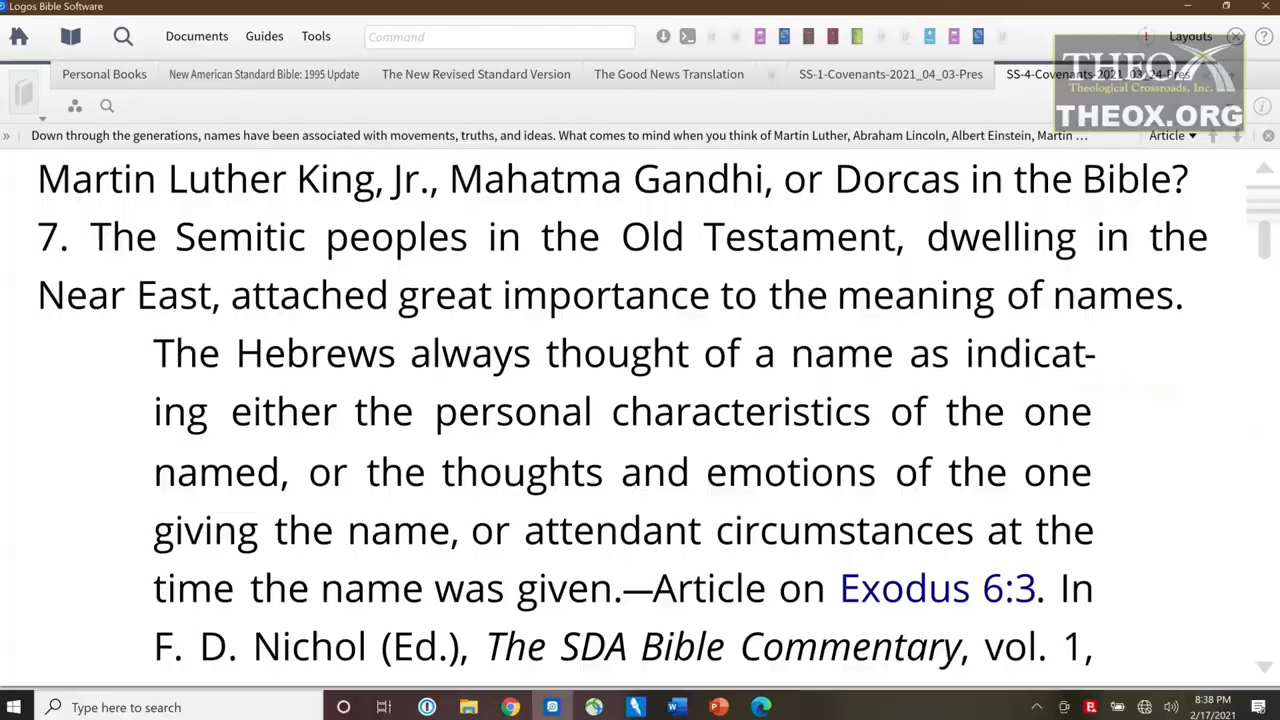 Logos Bible Software
Documents Guides Tools Command Layouts
Personal Books New American Standard Bible: 1995 Update The New Revised Standard Version The Good News Translation SS-1-Covenants-2021_04_03-Pres SS-4-Covenants-2021_03_24-Pres
THEOX
Theological Crossroads, Inc.
THEOX.ORG
» Down through the generations, names have been associated with movements, truths, and ideas. What comes to mind when you think of Martin Luther, Abraham Lincoln, Albert Einstein, Martin ... Article
Martin Luther King, Jr., Mahatma Gandhi, or Dorcas in the Bible?
7. The Semitic peoples in the Old Testament, dwelling in the
Near East, attached great importance to the meaning of names.
The Hebrews always thought of a name as indicat-
ing either the personal characteristics of the one
named, or the thoughts and emotions of the one
giving the name, or attendant circumstances at the
time the name was given.—Article on Exodus 6:3. In
F. D. Nichol (Ed.), The SDA Bible Commentary, vol. 1,
Type here to search
8:38 PM
2/17/2021